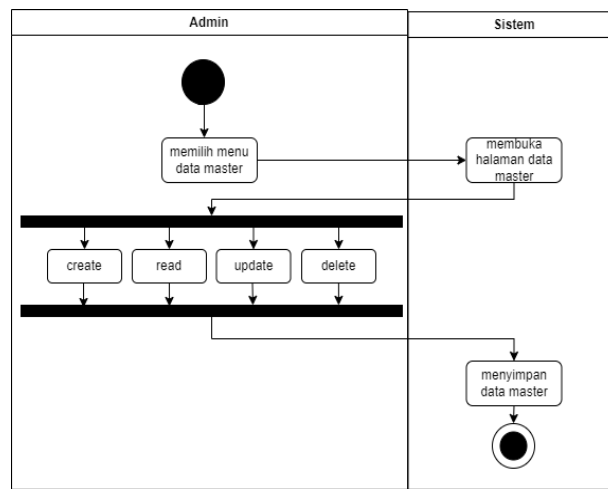 Admin
Sistem
memilih menu
data master
membuka
halaman data
master
create
read
update
delete
menyimpan
data master